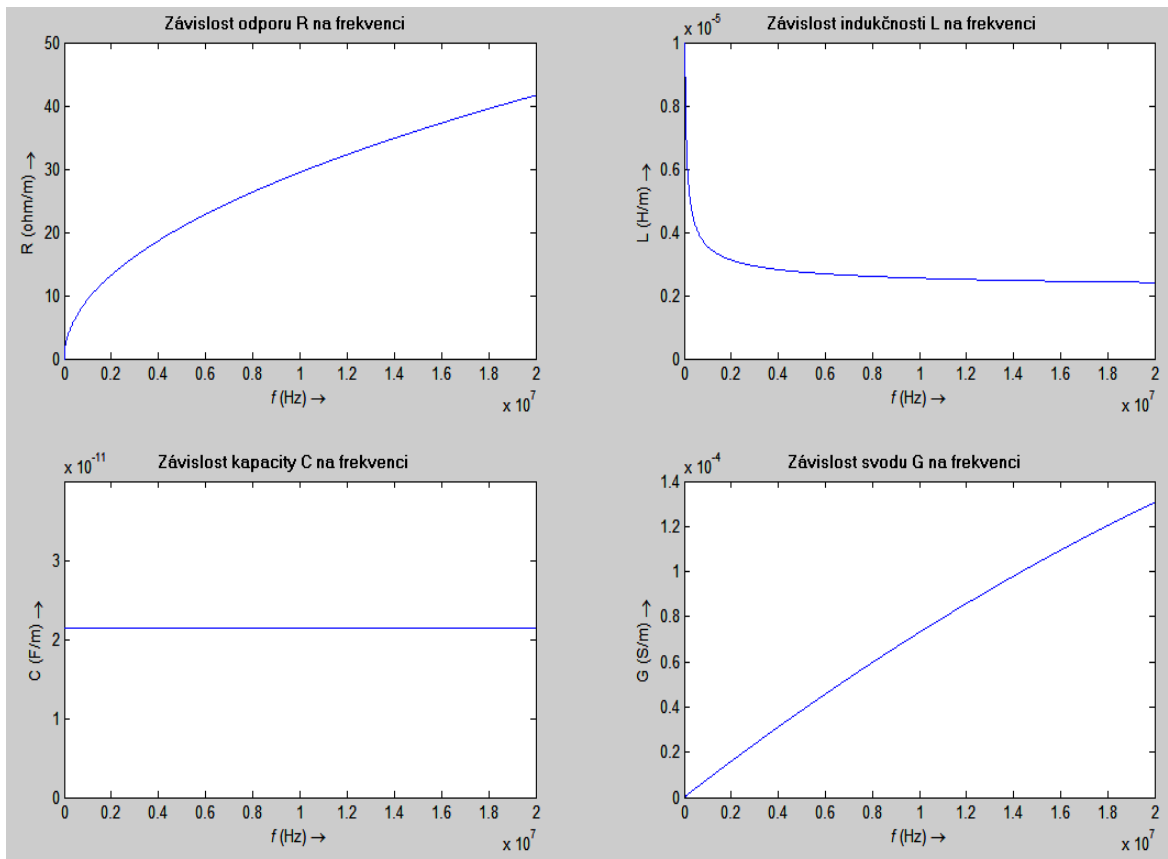 Závislost odporu R na frekvenci
50
40
30
20
10
0
R (ohm/m) →
0 0.2 0.4 0.6 0.8 1 1.2 1.4 1.6 1.8 2
f (Hz) →
x 10^7
Závislost indukčnosti L na frekvenci
x 10^-5
1
0.8
0.6
0.4
0.2
0
L (H/m) →
0 0.2 0.4 0.6 0.8 1 1.2 1.4 1.6 1.8 2
f (Hz) →
x 10^7
Závislost kapacity C na frekvenci
x 10^-11
3
2
1
0
C (F/m) →
0 0.2 0.4 0.6 0.8 1 1.2 1.4 1.6 1.8 2
f (Hz) →
x 10^7
Závislost svodu G na frekvenci
x 10^-4
1.4
1.2
1
0.8
0.6
0.4
0.2
0
G (S/m) →
0 0.2 0.4 0.6 0.8 1 1.2 1.4 1.6 1.8 2
f (Hz) →
x 10^7